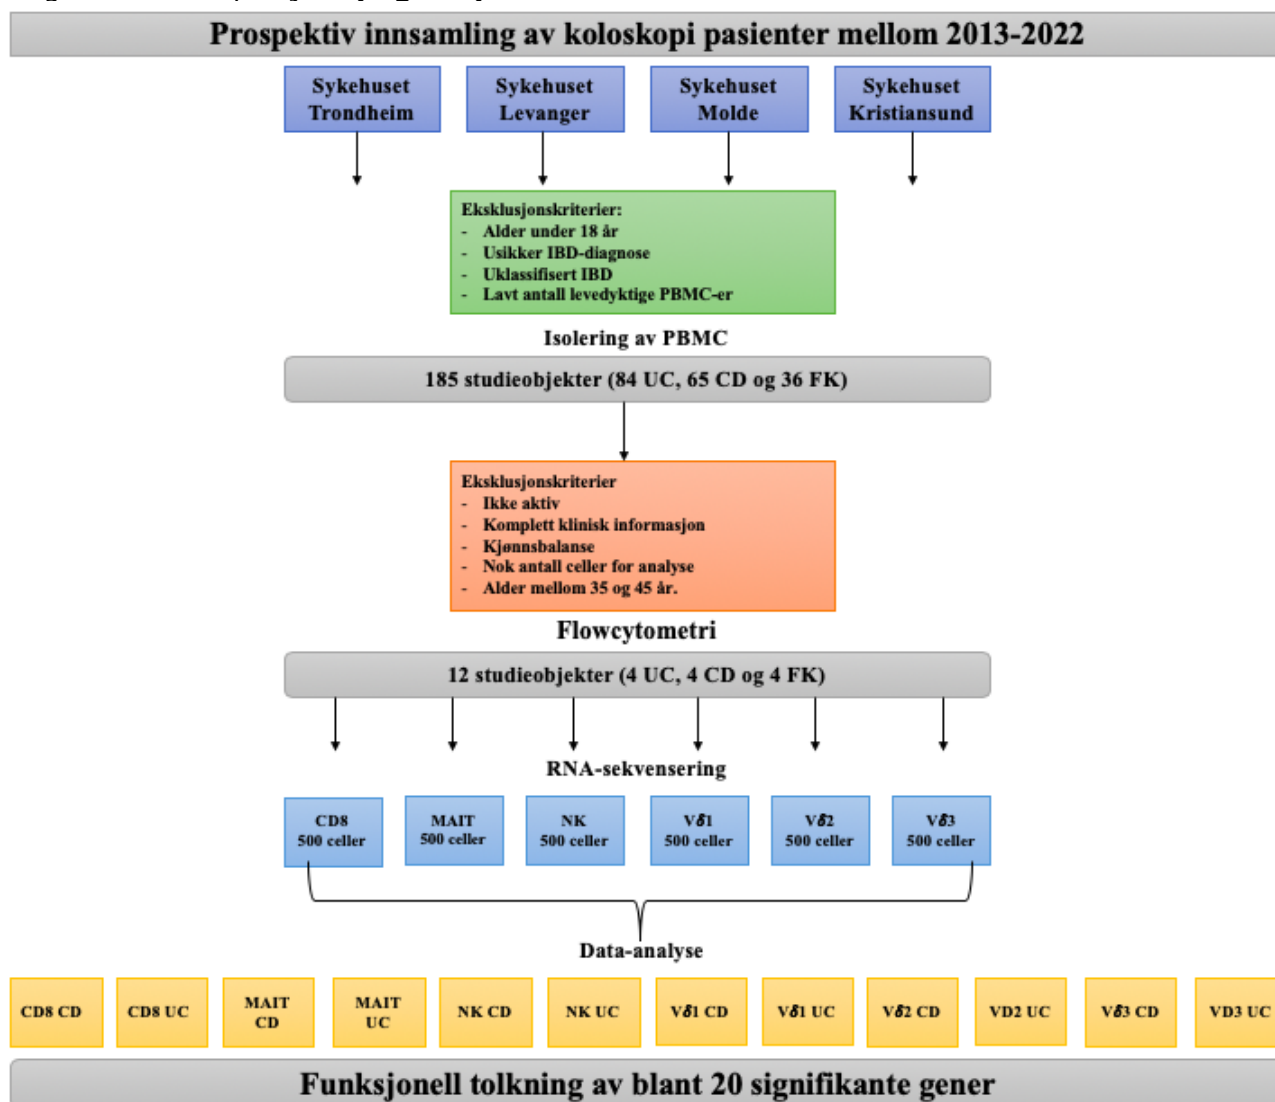 Prospektiv innsamling av koloskopi pasienter mellom 2013-2022
Sykehuset
Trondheim
Sykehuset
Levanger
Sykehuset
Molde
Sykehuset
Kristiansund
Eksklusjonskriterier:
- Alder under 18 år
- Usikker IBD-diagnose
- Uklassifisert IBD
- Lavt antall levedyktige PBMC-er
Isolering av PBMC
185 studieobjekter (84 UC, 65 CD og 36 FK)
Eksklusjonskriterier
- Ikke aktiv
- Komplett klinisk informasjon
- Kjønnsbalanse
- Nok antall celler for analyse
- Alder mellom 35 og 45 år.
Flowcytometri
12 studieobjekter (4 UC, 4 CD og 4 FK)
RNA-sekvensering
CD8
500 celler
MAIT
500 celler
NK
500 celler
Vδ1
500 celler
Vδ2
500 celler
Vδ3
500 celler
Data-analyse
CD8 CD
CD8 UC
MAIT
CD
MAIT
UC
NK CD
NK UC
Vδ1 CD
Vδ1 UC
Vδ2 CD
VD2 UC
Vδ3 CD
VD3 UC
Funksjonell tolkning av blant 20 signifikante gener